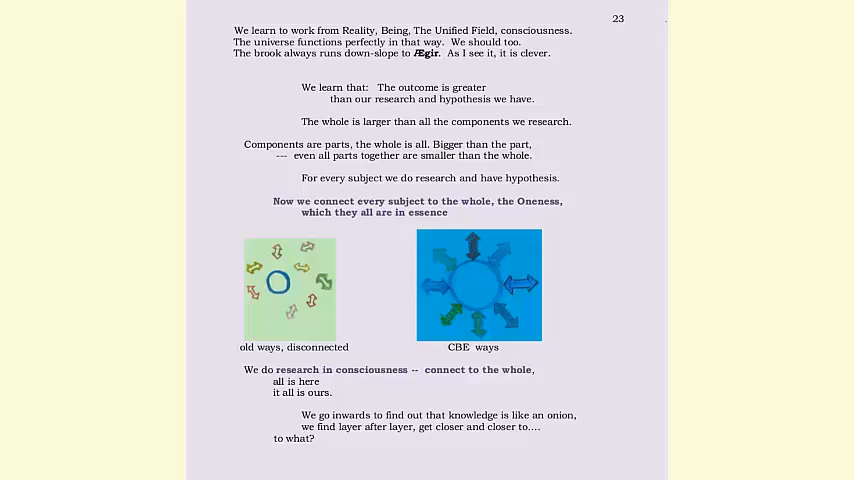 23
We learn to work from Reality, Being, The Unified Field, consciousness.
The universe functions perfectly in that way. We should too.
The brook always runs down-slope to Ægir. As I see it, it is clever.
We learn that: The outcome is greater
than our research and hypothesis we have.
The whole is larger than all the components we research.
Components are parts, the whole is all. Bigger than the part,
--- even all parts together are smaller than the whole.
For every subject we do research and have hypothesis.
Now we connect every subject to the whole, the Oneness,
which they all are in essence
old ways, disconnected
CBE ways
We do research in consciousness -- connect to the whole,
all is here
it all is ours.
We go inwards to find out that knowledge is like an onion,
we find layer after layer, get closer and closer to....
to what?